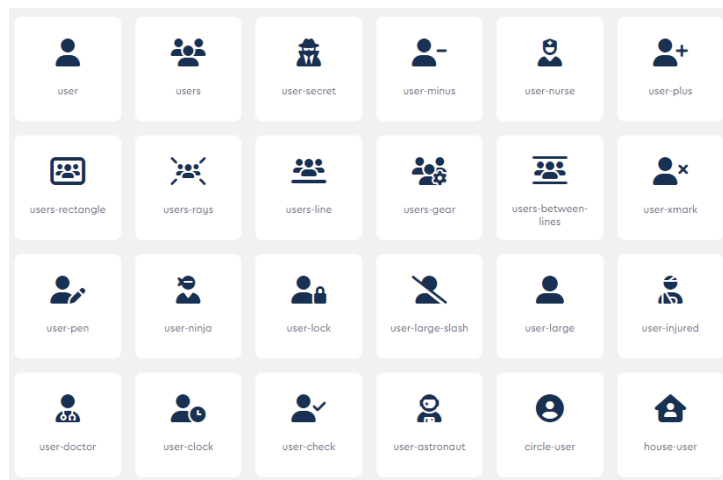 user
users
user-secret
user-minus
user-nurse
user-plus
users-rectangle
users-rays
users-line
users-gear
users-between-
lines
user-xmark
user-pen
user-ninja
user-lock
user-large-slash
user-large
user-injured
user-doctor
user-clock
user-check
user-astronaut
circle-user
house-user